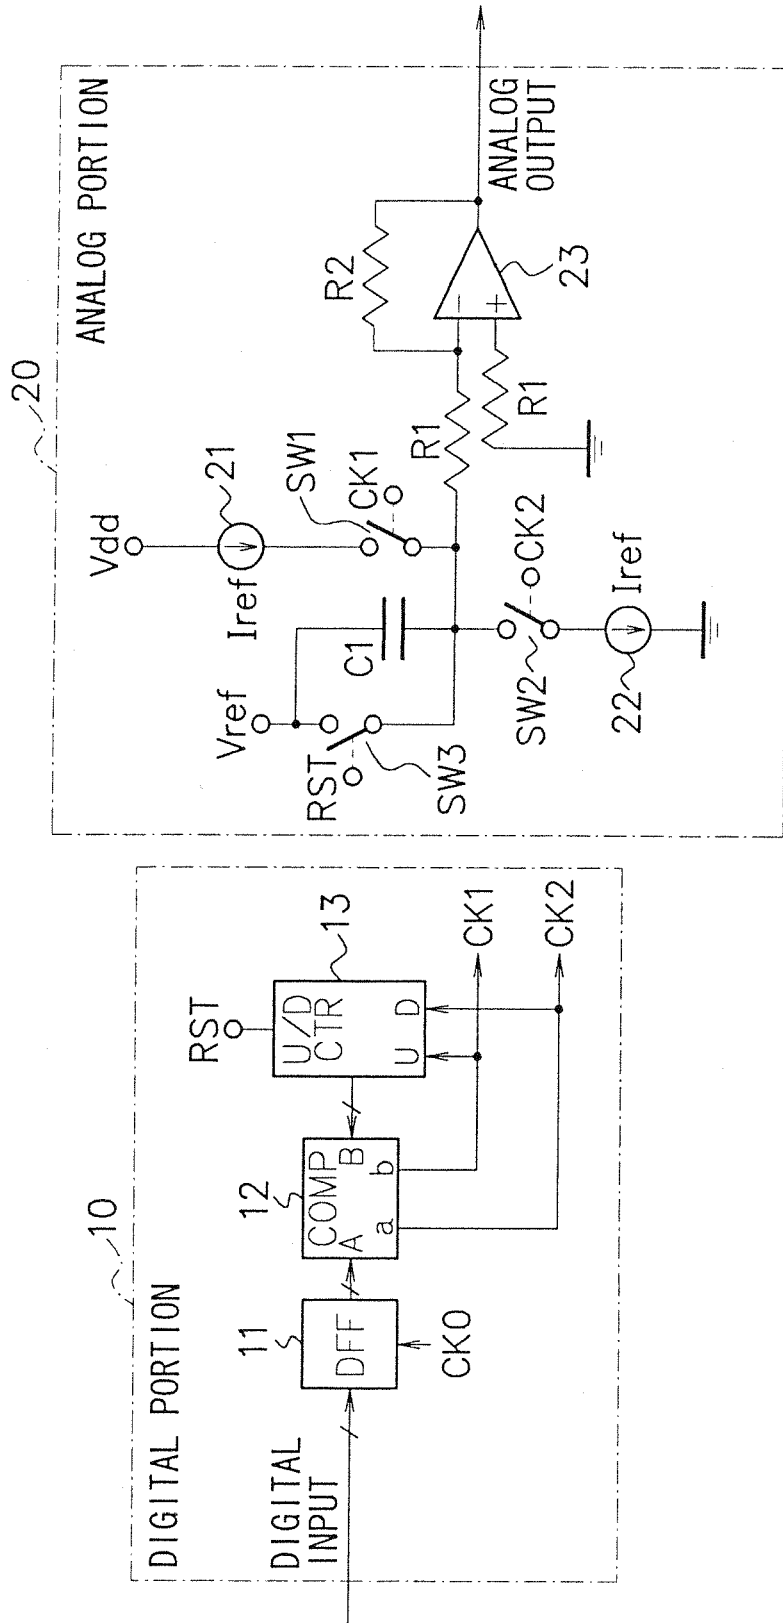 DIGITAL PORTION
10
DIGITAL
INPUT
11
DFF
CK0
12
COMP
A
B
a
b
RST
U/D
CTR
U
D
13
CK1
CK2
ANALOG PORTION
20
Vref
RST
SW3
C1
Vdd
Iref
21
SW1
CK1
SW2
CK2
22
Iref
R1
R1
R2
−
+
23
ANALOG
OUTPUT